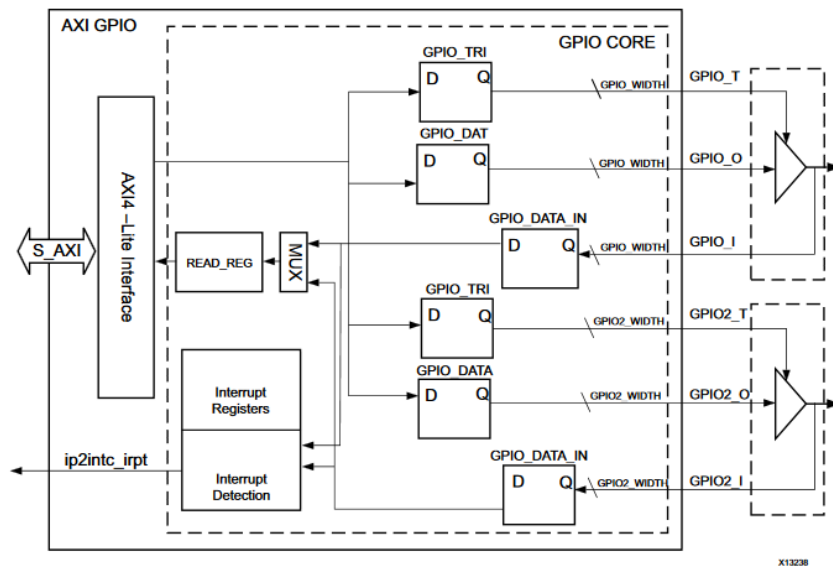 AXI GPIO
GPIO CORE
GPIO_TRI
D Q
GPIO_WIDTH
GPIO_T
GPIO_DAT
D Q
GPIO_WIDTH
GPIO_O
AXI4 –Lite Interface
GPIO_DATA_IN
D Q
GPIO_WIDTH
GPIO_I
S_AXI
READ_REG
MUX
GPIO_TRI
D Q
GPIO2_WIDTH
GPIO2_T
GPIO_DATA
D Q
GPIO2_WIDTH
GPIO2_O
Interrupt
Registers
ip2intc_irpt
Interrupt
Detection
GPIO_DATA_IN
D Q
GPIO2_WIDTH
GPIO2_I
X13238